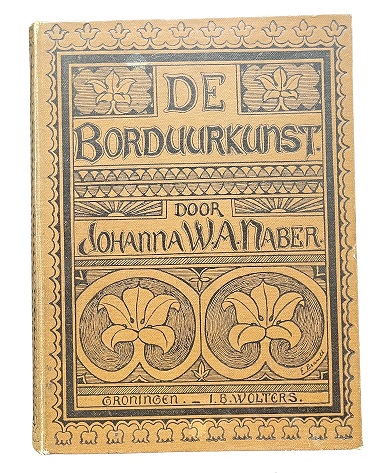 DE
BORDUURKUNST.
DOOR
JOHANNA W.A. NABER.
GRONINGEN. – I.B. WOLTERS.